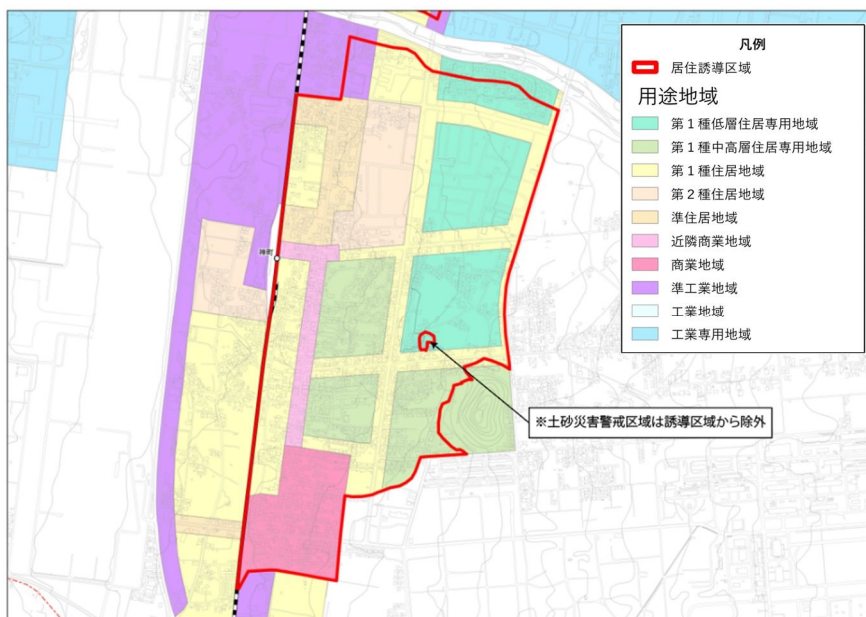 凡例
居住誘導区域
用途地域
第1種低層住居専用地域
第1種中高層住居専用地域
第1種住居地域
第2種住居地域
準住居地域
近隣商業地域
商業地域
準工業地域
工業地域
工業専用地域
神町
※土砂災害警戒区域は誘導区域から除外